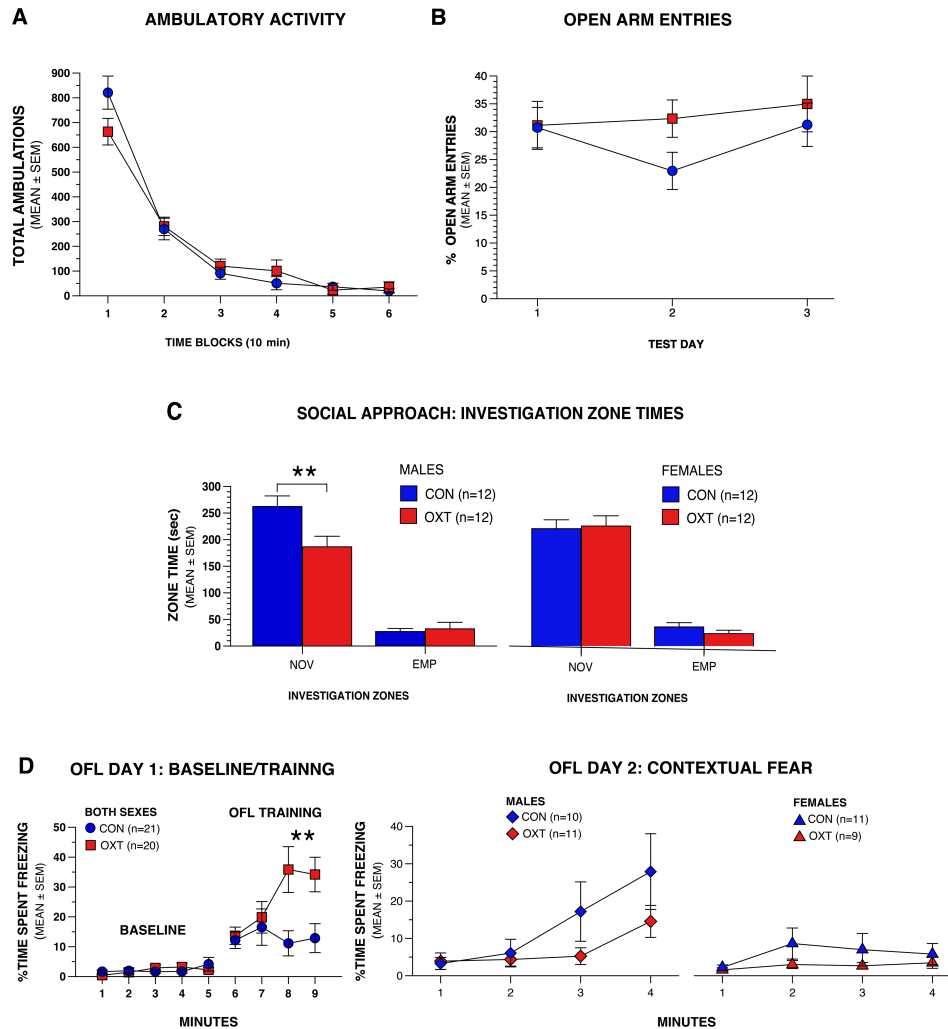 A
AMBULATORY ACTIVITY
TOTAL AMBULATIONS
(MEAN ± SEM)
900
800
700
600
500
400
300
200
100
0
1 2 3 4 5 6
TIME BLOCKS (10 min)
B
OPEN ARM ENTRIES
% OPEN ARM ENTRIES
(MEAN ± SEM)
40
35
30
25
20
15
10
5
0
1 2 3
TEST DAY
C
SOCIAL APPROACH: INVESTIGATION ZONE TIMES
ZONE TIME (sec)
(MEAN ± SEM)
300
250
200
150
100
50
0
**
MALES
CON (n=12)
OXT (n=12)
NOV EMP
INVESTIGATION ZONES
FEMALES
CON (n=12)
OXT (n=12)
NOV EMP
INVESTIGATION ZONES
D
OFL DAY 1: BASELINE/TRAINNG
BOTH SEXES
CON (n=21)
OXT (n=20)
OFL TRAINING
**
BASELINE
%TIME SPENT FREEZING
(MEAN ± SEM)
50
40
30
20
10
0
1 2 3 4 5 6 7 8 9
MINUTES
OFL DAY 2: CONTEXTUAL FEAR
MALES
CON (n=10)
OXT (n=11)
FEMALES
CON (n=11)
OXT (n=9)
%TIME SPENT FREEZING
(MEAN ± SEM)
40
30
20
10
0
1 2 3 4 1 2 3 4
MINUTES